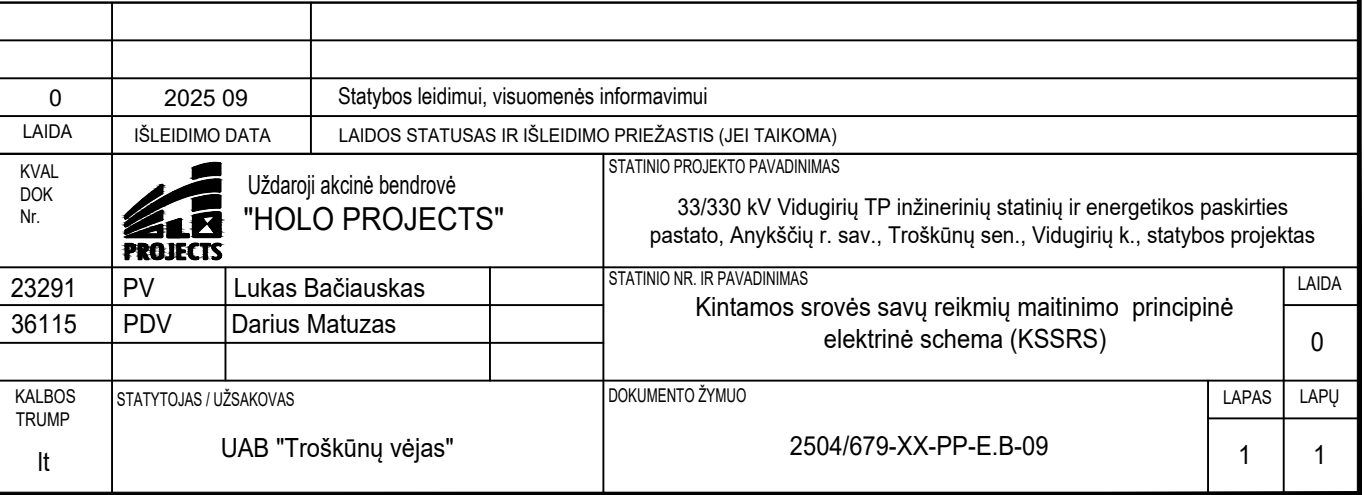 0 2025 09 Statybos leidimui, visuomenės informavimui
LAIDA IŠLEIDIMO DATA LAIDOS STATUSAS IR IŠLEIDIMO PRIEŽASTIS (JEI TAIKOMA)
KVAL
DOK
Nr.
PROJECTS
Uždaroji akcinė bendrovė
"HOLO PROJECTS"
STATINIO PROJEKTO PAVADINIMAS
33/330 kV Vidugirių TP inžinerinių statinių ir energetikos paskirties
pastato, Anykščių r. sav., Troškūnų sen., Vidugirių k., statybos projektas
23291 PV Lukas Bačiauskas
36115 PDV Darius Matuzas
STATINIO NR. IR PAVADINIMAS
Kintamos srovės savų reikmių maitinimo principinė
elektrinė schema (KSSRS)
LAIDA
0
KALBOS
TRUMP
lt
STATYTOJAS / UŽSAKOVAS
UAB "Troškūnų vėjas"
DOKUMENTO ŽYMUO
2504/679-XX-PP-E.B-09
LAPAS
1
LAPŲ
1